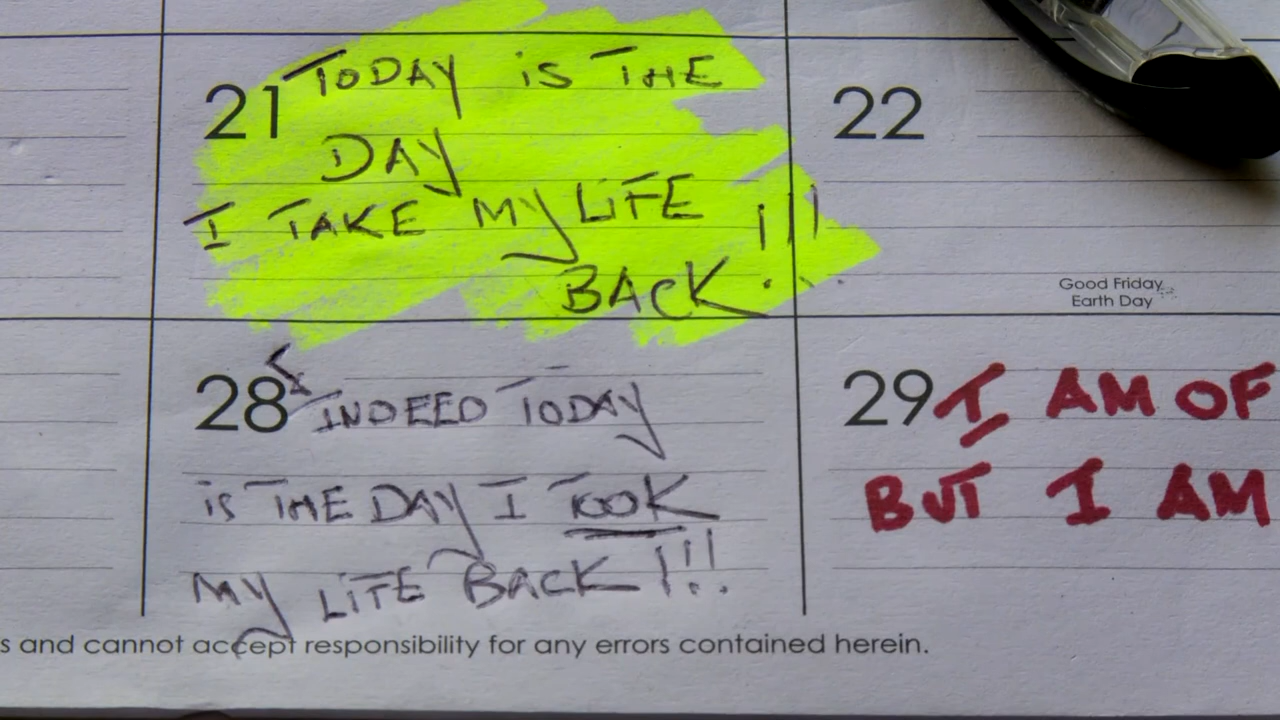 21 TODAY iS THE
DAY
I TAKE MY LiFE
BACK!!!
22
Good Friday
Earth Day
28 INDEED TODAY
iS THE DAY I TOOK
MY LiFE BACK!!!
29 I AM OF
BUT I AM
s and cannot accept responsibility for any errors contained herein.